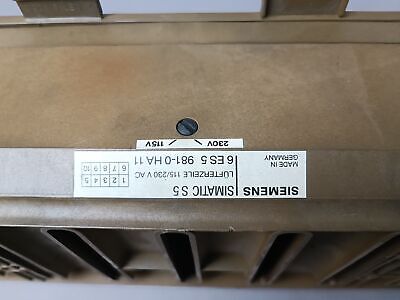 SIEMENS
SIMATIC S 5
LÜFTERZEILE 115/230 V AC
6 ES 5 981-0 HA 11
MADE IN
GERMANY
1 2 3 4 5
6 7 8 9 10
230V 115V